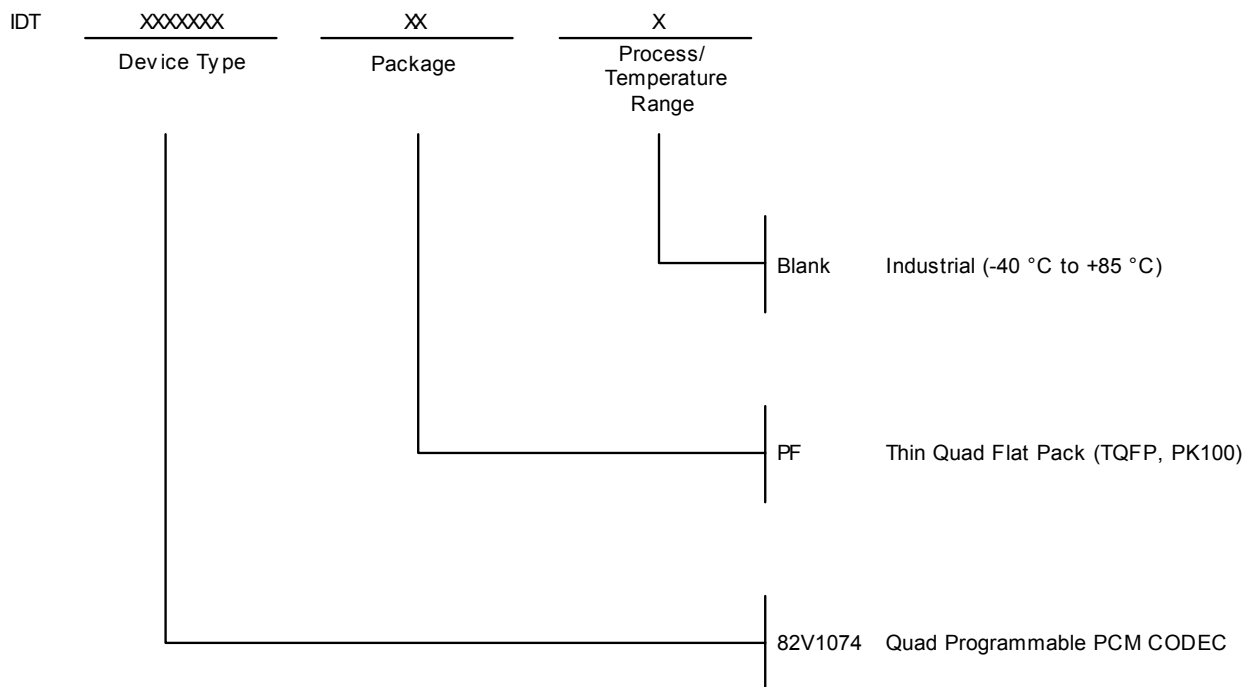 IDT XXXXXXX XX X
Device Type Package Process/
Temperature
Range
Blank Industrial (-40 °C to +85 °C)
PF Thin Quad Flat Pack (TQFP, PK100)
82V1074 Quad Programmable PCM CODEC